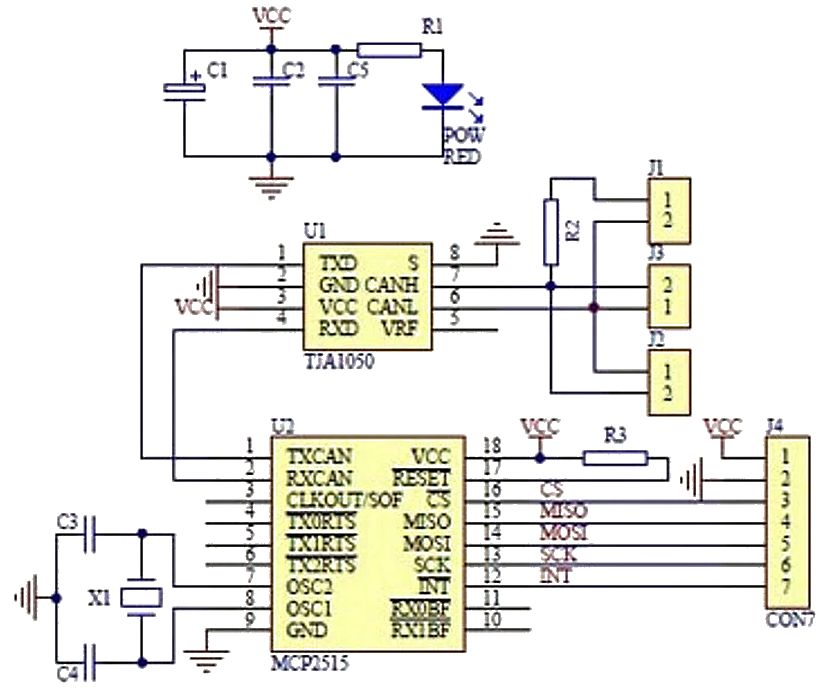 VCC
R1
+ C1 C2 C5
POW
RED
J1
U1
1 TXD S 8
2 GND CANH 7
VCC 3 VCC CANL 6
4 RXD VRF 5
TJA1050
R2
1
2
J3
2
1
J2
1
2
U2
1 TXCAN VCC 18
2 RXCAN RESET 17
3 CLKOUT/SOF CS 16
4 TX0RTS MISO 15
5 TX1RTS MOSI 14
6 TX2RTS SCK 13
7 OSC2 INT 12
8 OSC1 RX0BF 11
9 GND RX1BF 10
MCP2515
VCC R3 VCC J4
CS
MISO
MOSI
SCK
INT
1
2
3
4
5
6
7
CON7
C3
X1
C4